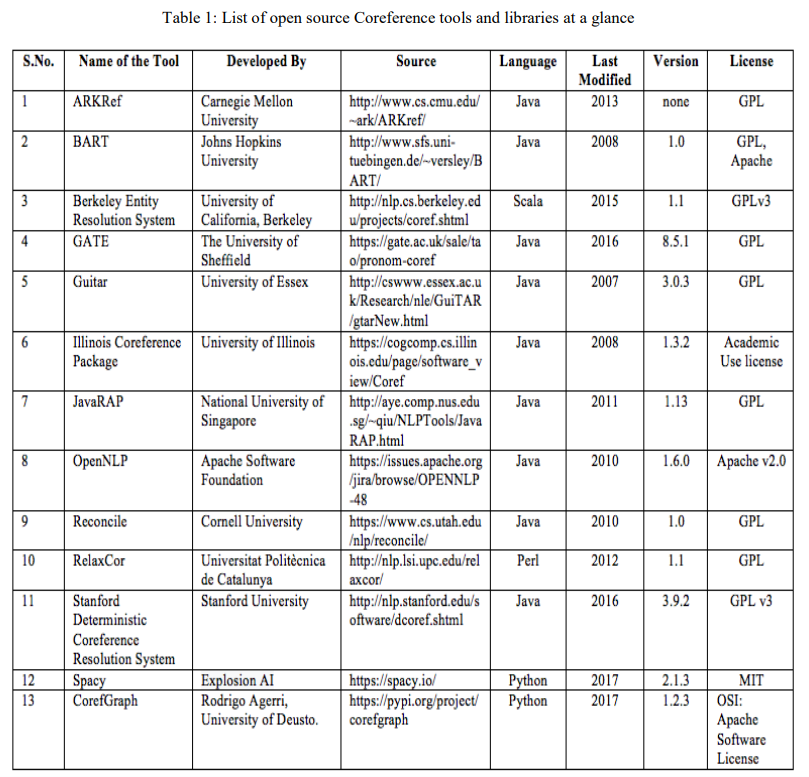 Table 1: List of open source Coreference tools and libraries at a glance
S.No. Name of the Tool Developed By Source Language Last Modified Version License
1 ARKRef Carnegie Mellon University http://www.cs.cmu.edu/~ark/ARKref/ Java 2013 none GPL
2 BART Johns Hopkins University http://www.sfs.uni-tuebingen.de/~versley/BART/ Java 2008 1.0 GPL, Apache
3 Berkeley Entity Resolution System University of California, Berkeley http://nlp.cs.berkeley.edu/projects/coref.shtml Scala 2015 1.1 GPLv3
4 GATE The University of Sheffield https://gate.ac.uk/sale/tao/pronom-coref Java 2016 8.5.1 GPL
5 Guitar University of Essex http://cswww.essex.ac.uk/Research/nle/GuiTAR/gtarNew.html Java 2007 3.0.3 GPL
6 Illinois Coreference Package University of Illinois https://cogcomp.cs.illinois.edu/page/software_view/Coref Java 2008 1.3.2 Academic Use license
7 JavaRAP National University of Singapore http://aye.comp.nus.edu.sg/~qiu/NLPTools/JavaRAP.html Java 2011 1.13 GPL
8 OpenNLP Apache Software Foundation https://issues.apache.org/jira/browse/OPENNLP-48 Java 2010 1.6.0 Apache v2.0
9 Reconcile Cornell University https://www.cs.utah.edu/nlp/reconcile/ Java 2010 1.0 GPL
10 RelaxCor Universitat Politècnica de Catalunya http://nlp.lsi.upc.edu/relaxcor/ Perl 2012 1.1 GPL
11 Stanford Deterministic Coreference Resolution System Stanford University http://nlp.stanford.edu/software/dcoref.shtml Java 2016 3.9.2 GPL v3
12 Spacy Explosion AI https://spacy.io/ Python 2017 2.1.3 MIT
13 CorefGraph Rodrigo Agerri, University of Deusto. https://pypi.org/project/corefgraph Python 2017 1.2.3 OSI: Apache Software License